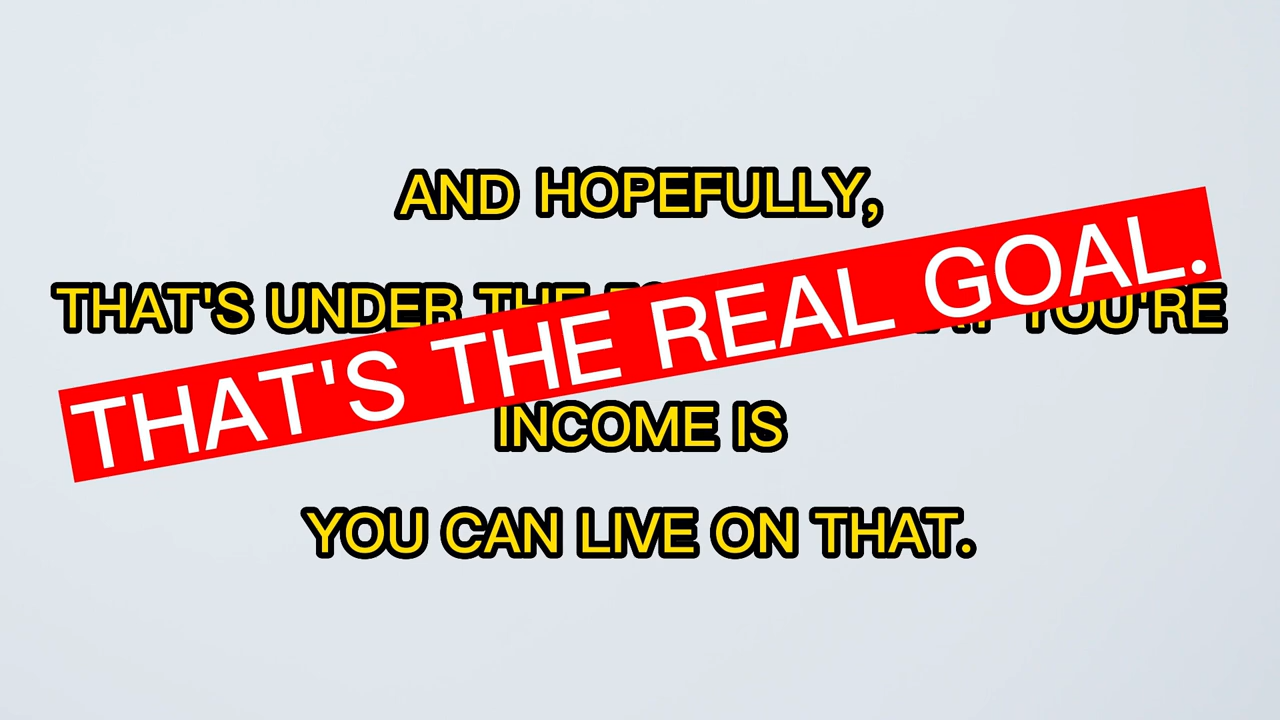 AND HOPEFULLY,
THAT'S UNDER THE YOU'RE
THAT'S THE REAL GOAL.
INCOME IS
YOU CAN LIVE ON THAT.